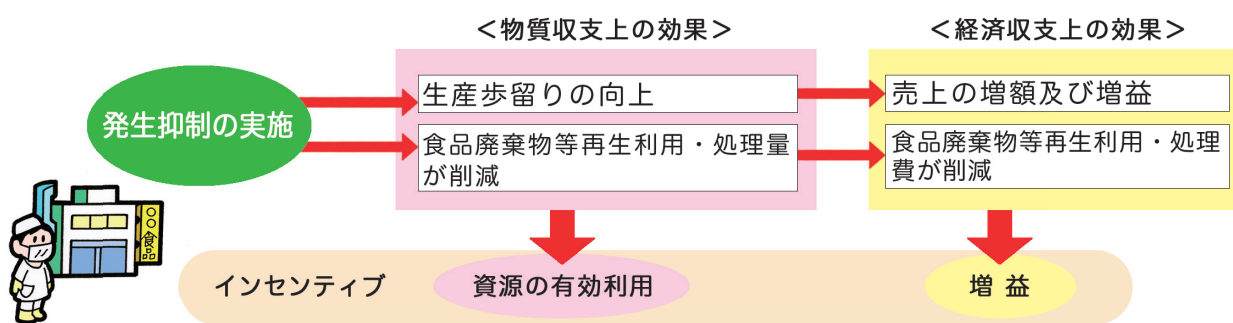 ＜物質収支上の効果＞
＜経済収支上の効果＞
発生抑制の実施
生産歩留りの向上
売上の増額及び増益
食品廃棄物等再生利用・処理量
が削減
食品廃棄物等再生利用・処理
費が削減
○○食品
インセンティブ
資源の有効利用
増 益